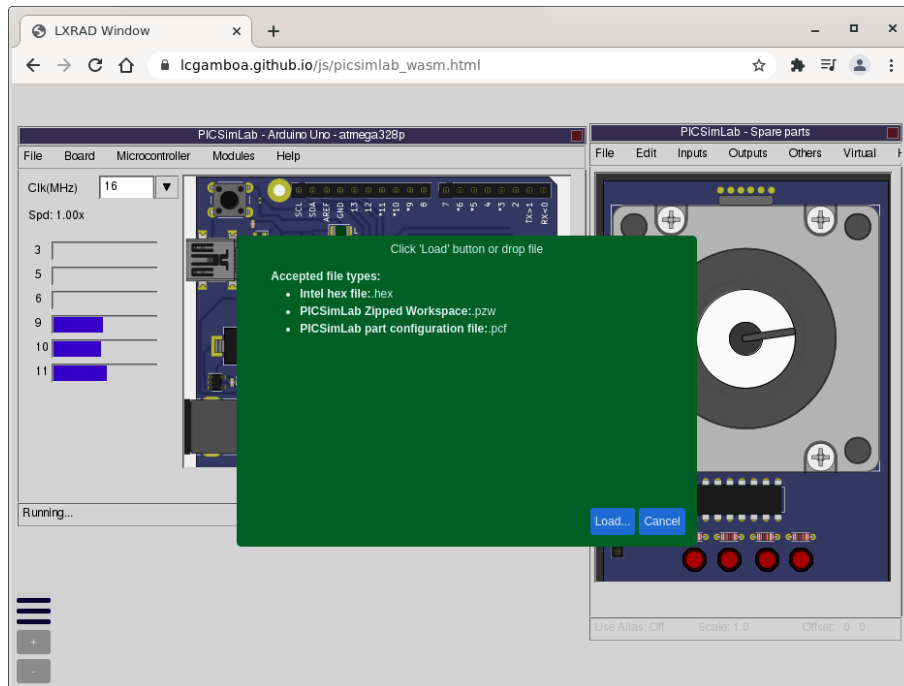 LXRAD Window
lcgamboa.github.io/js/picsimlab_wasm.html
PICSimLab - Arduino Uno - atmega328p
File Board Microcontroller Modules Help
Clk(MHz) 16
Spd: 1.00x
3
5
6
9
10
11
SCL SDA AREF GND 13 12 *11 *10 *9 8 7 *6 *5 4 *3 2 TX>1 RX<0
Running...
PICSimLab - Spare parts
File Edit Inputs Outputs Others Virtual H
Click 'Load' button or drop file
Accepted file types:
• Intel hex file:.hex
• PICSimLab Zipped Workspace:.pzw
• PICSimLab part configuration file:.pcf
Load... Cancel
Use Alias: Off Scale: 1.0 Offset: 0 0
+
-